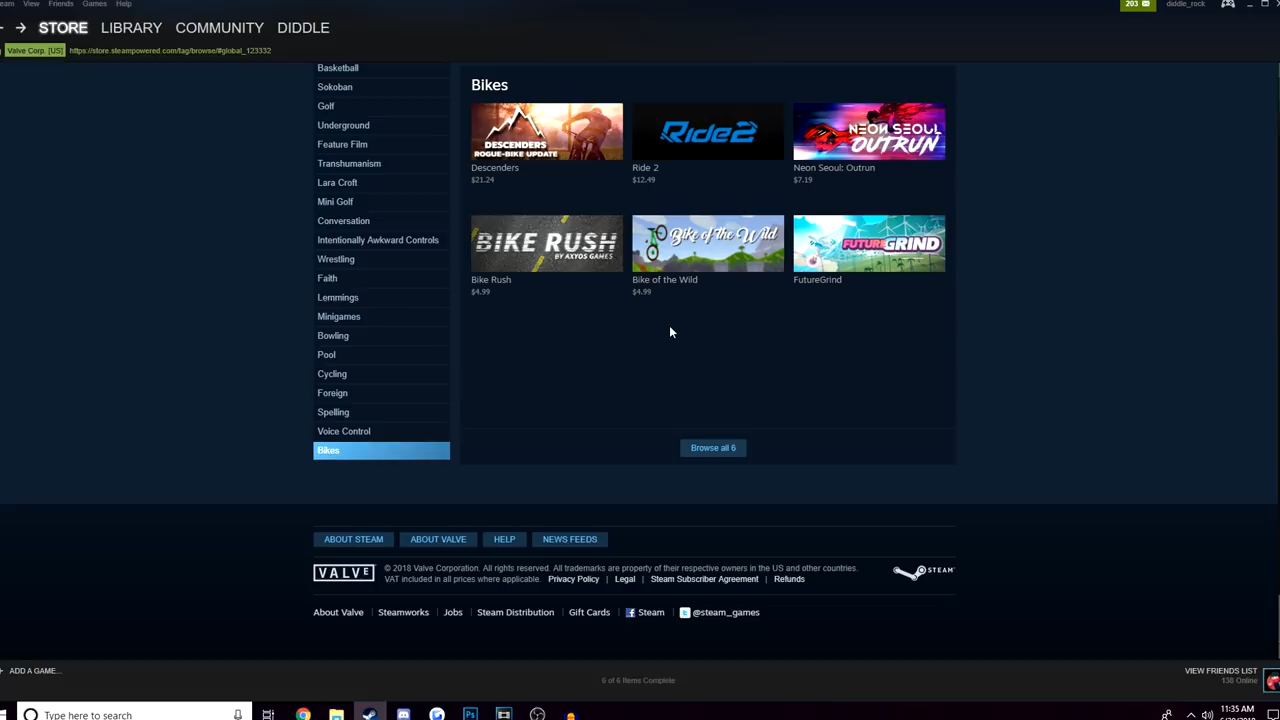 View Friends Games Help
203 diddle_rock
STORE LIBRARY COMMUNITY DIDDLE
Valve Corp. [US] https://store.steampowered.com/tag/browse/#global_123332
Basketball
Sokoban
Golf
Underground
Feature Film
Transhumanism
Lara Croft
Mini Golf
Conversation
Intentionally Awkward Controls
Wrestling
Faith
Lemmings
Minigames
Bowling
Pool
Cycling
Foreign
Spelling
Voice Control
Bikes
Bikes
DESCENDERS
ROGUE-BIKE UPDATE
Descenders
$21.24
Ride2
Ride 2
$12.49
NEON SEOUL
OUTRUN
Neon Seoul: Outrun
$7.19
BIKE RUSH
BY AXYOS GAMES
Bike Rush
$4.99
Bike of the Wild
Bike of the Wild
$4.99
FUTUREGRIND
FutureGrind
Browse all 6
ABOUT STEAM ABOUT VALVE HELP NEWS FEEDS
VALVE
© 2018 Valve Corporation. All rights reserved. All trademarks are property of their respective owners in the US and other countries.
VAT included in all prices where applicable. Privacy Policy | Legal | Steam Subscriber Agreement | Refunds
STEAM
About Valve | Steamworks | Jobs | Steam Distribution | Gift Cards | Steam | @steam_games
+ ADD A GAME...
6 of 6 Items Complete
VIEW FRIENDS LIST
138 Online
Type here to search
Ps
11:35 AM